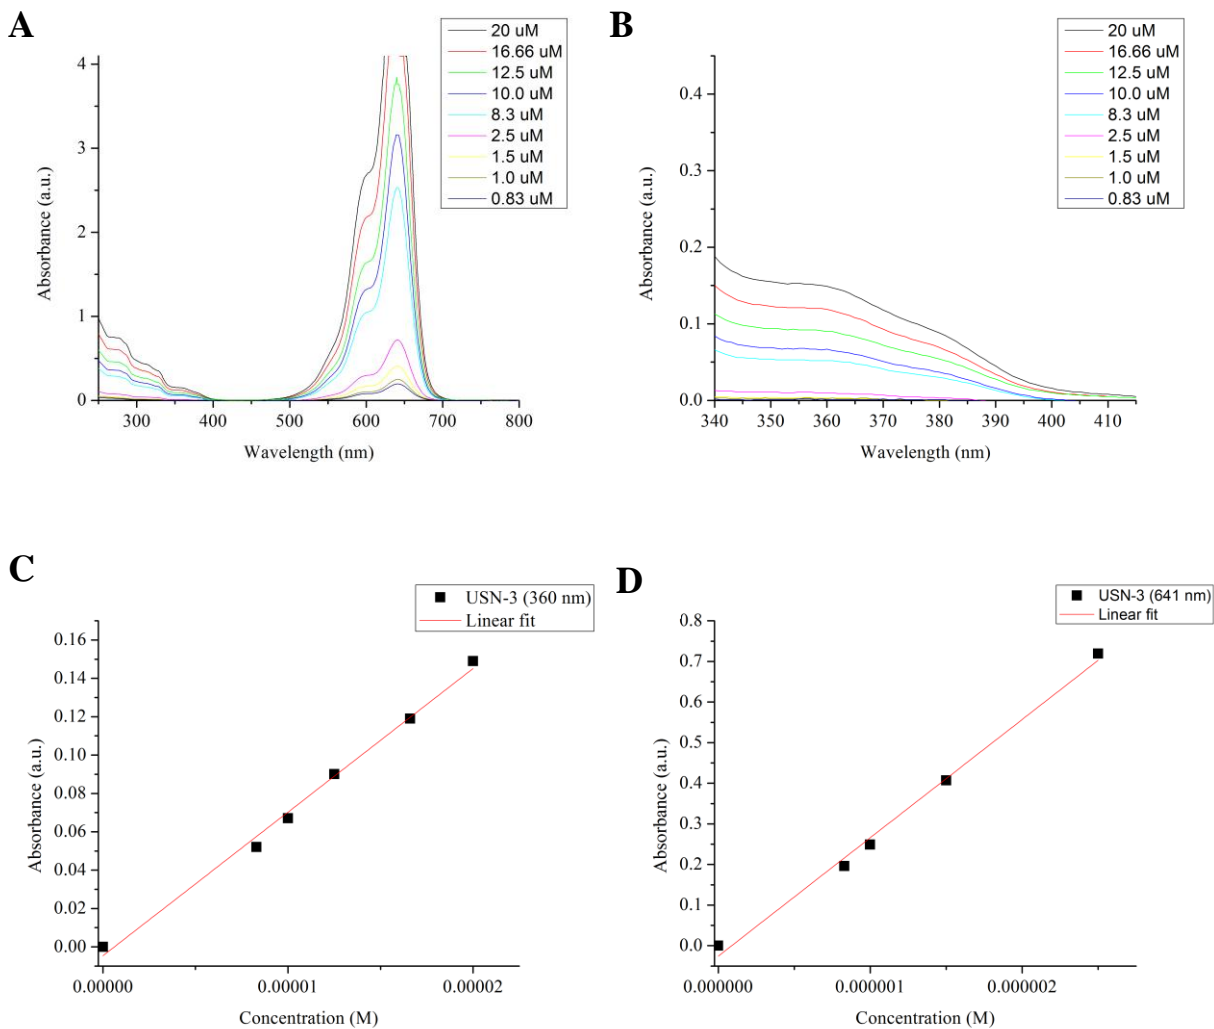 A
20 uM
16.66 uM
12.5 uM
10.0 uM
8.3 uM
2.5 uM
1.5 uM
1.0 uM
0.83 uM
4
3
2
1
0
300 400 500 600 700 800
Absorbance (a.u.)
Wavelength (nm)
B
20 uM
16.66 uM
12.5 uM
10.0 uM
8.3 uM
2.5 uM
1.5 uM
1.0 uM
0.83 uM
0.4
0.3
0.2
0.1
0.0
340 350 360 370 380 390 400 410
Absorbance (a.u.)
Wavelength (nm)
C
USN-3 (360 nm)
Linear fit
0.16
0.14
0.12
0.10
0.08
0.06
0.04
0.02
0.00
0.00000 0.00001 0.00002
Absorbance (a.u.)
Concentration (M)
D
USN-3 (641 nm)
Linear fit
0.8
0.7
0.6
0.5
0.4
0.3
0.2
0.1
0.0
0.000000 0.000001 0.000002
Absorbance (a.u.)
Concentration (M)